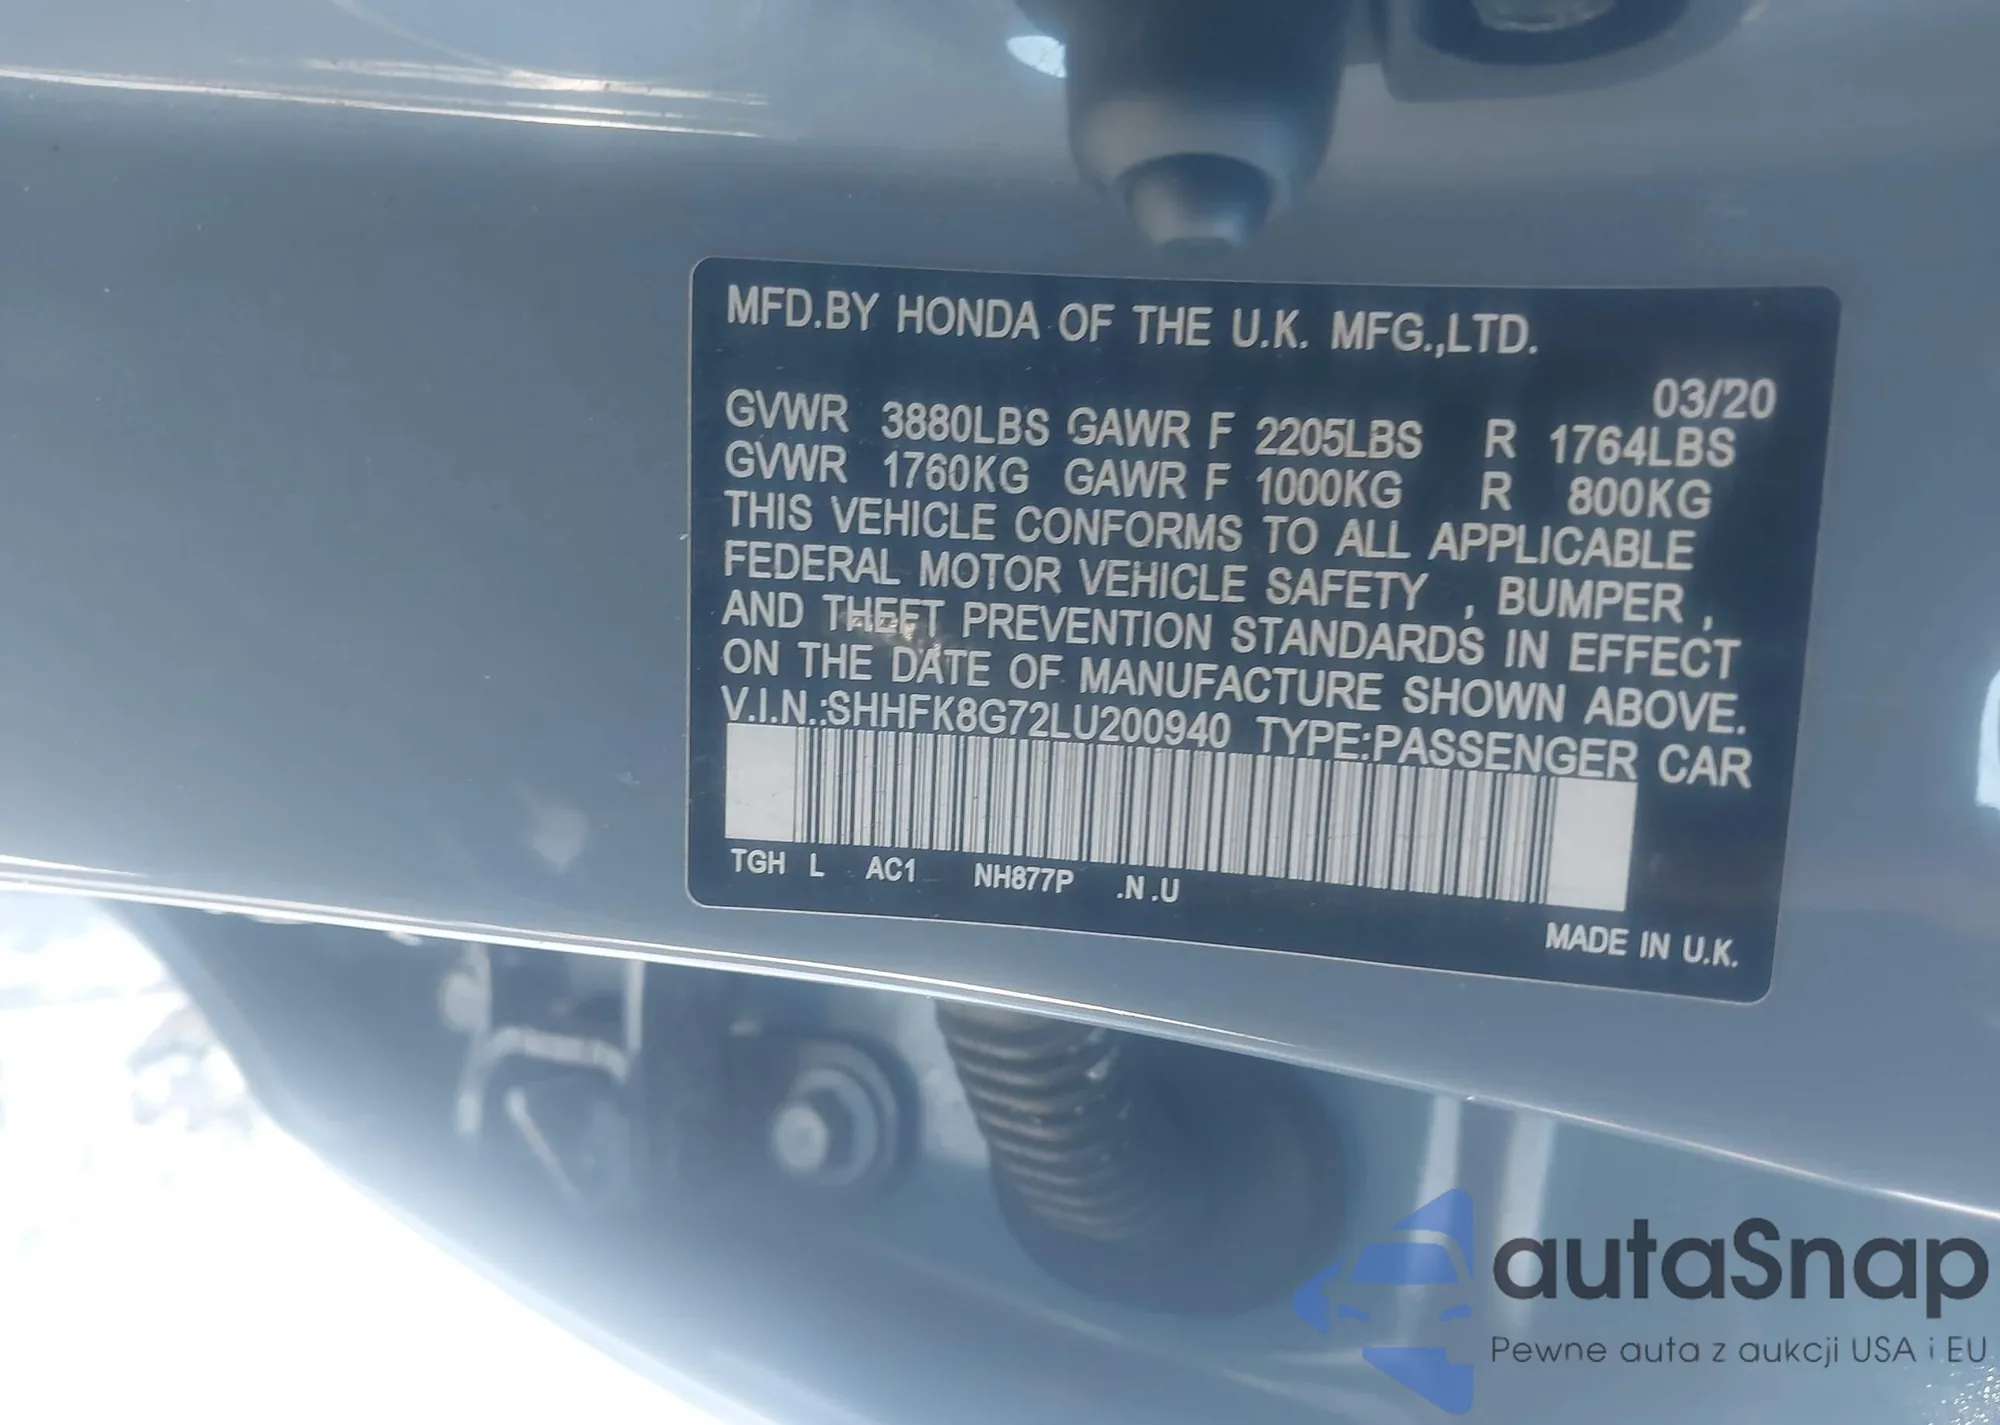 MFD.BY HONDA OF THE U.K. MFG.,LTD.
03/20
GVWR 3880LBS GAWR F 2205LBS R 1764LBS
GVWR 1760KG GAWR F 1000KG R 800KG
THIS VEHICLE CONFORMS TO ALL APPLICABLE
FEDERAL MOTOR VEHICLE SAFETY , BUMPER ,
AND THEFT PREVENTION STANDARDS IN EFFECT
ON THE DATE OF MANUFACTURE SHOWN ABOVE.
V.I.N.:SHHFK8G72LU200940 TYPE:PASSENGER CAR
TGH L AC1 NH877P .N .U
MADE IN U.K.
autaSnap
Pewne auta z aukcji USA i EU